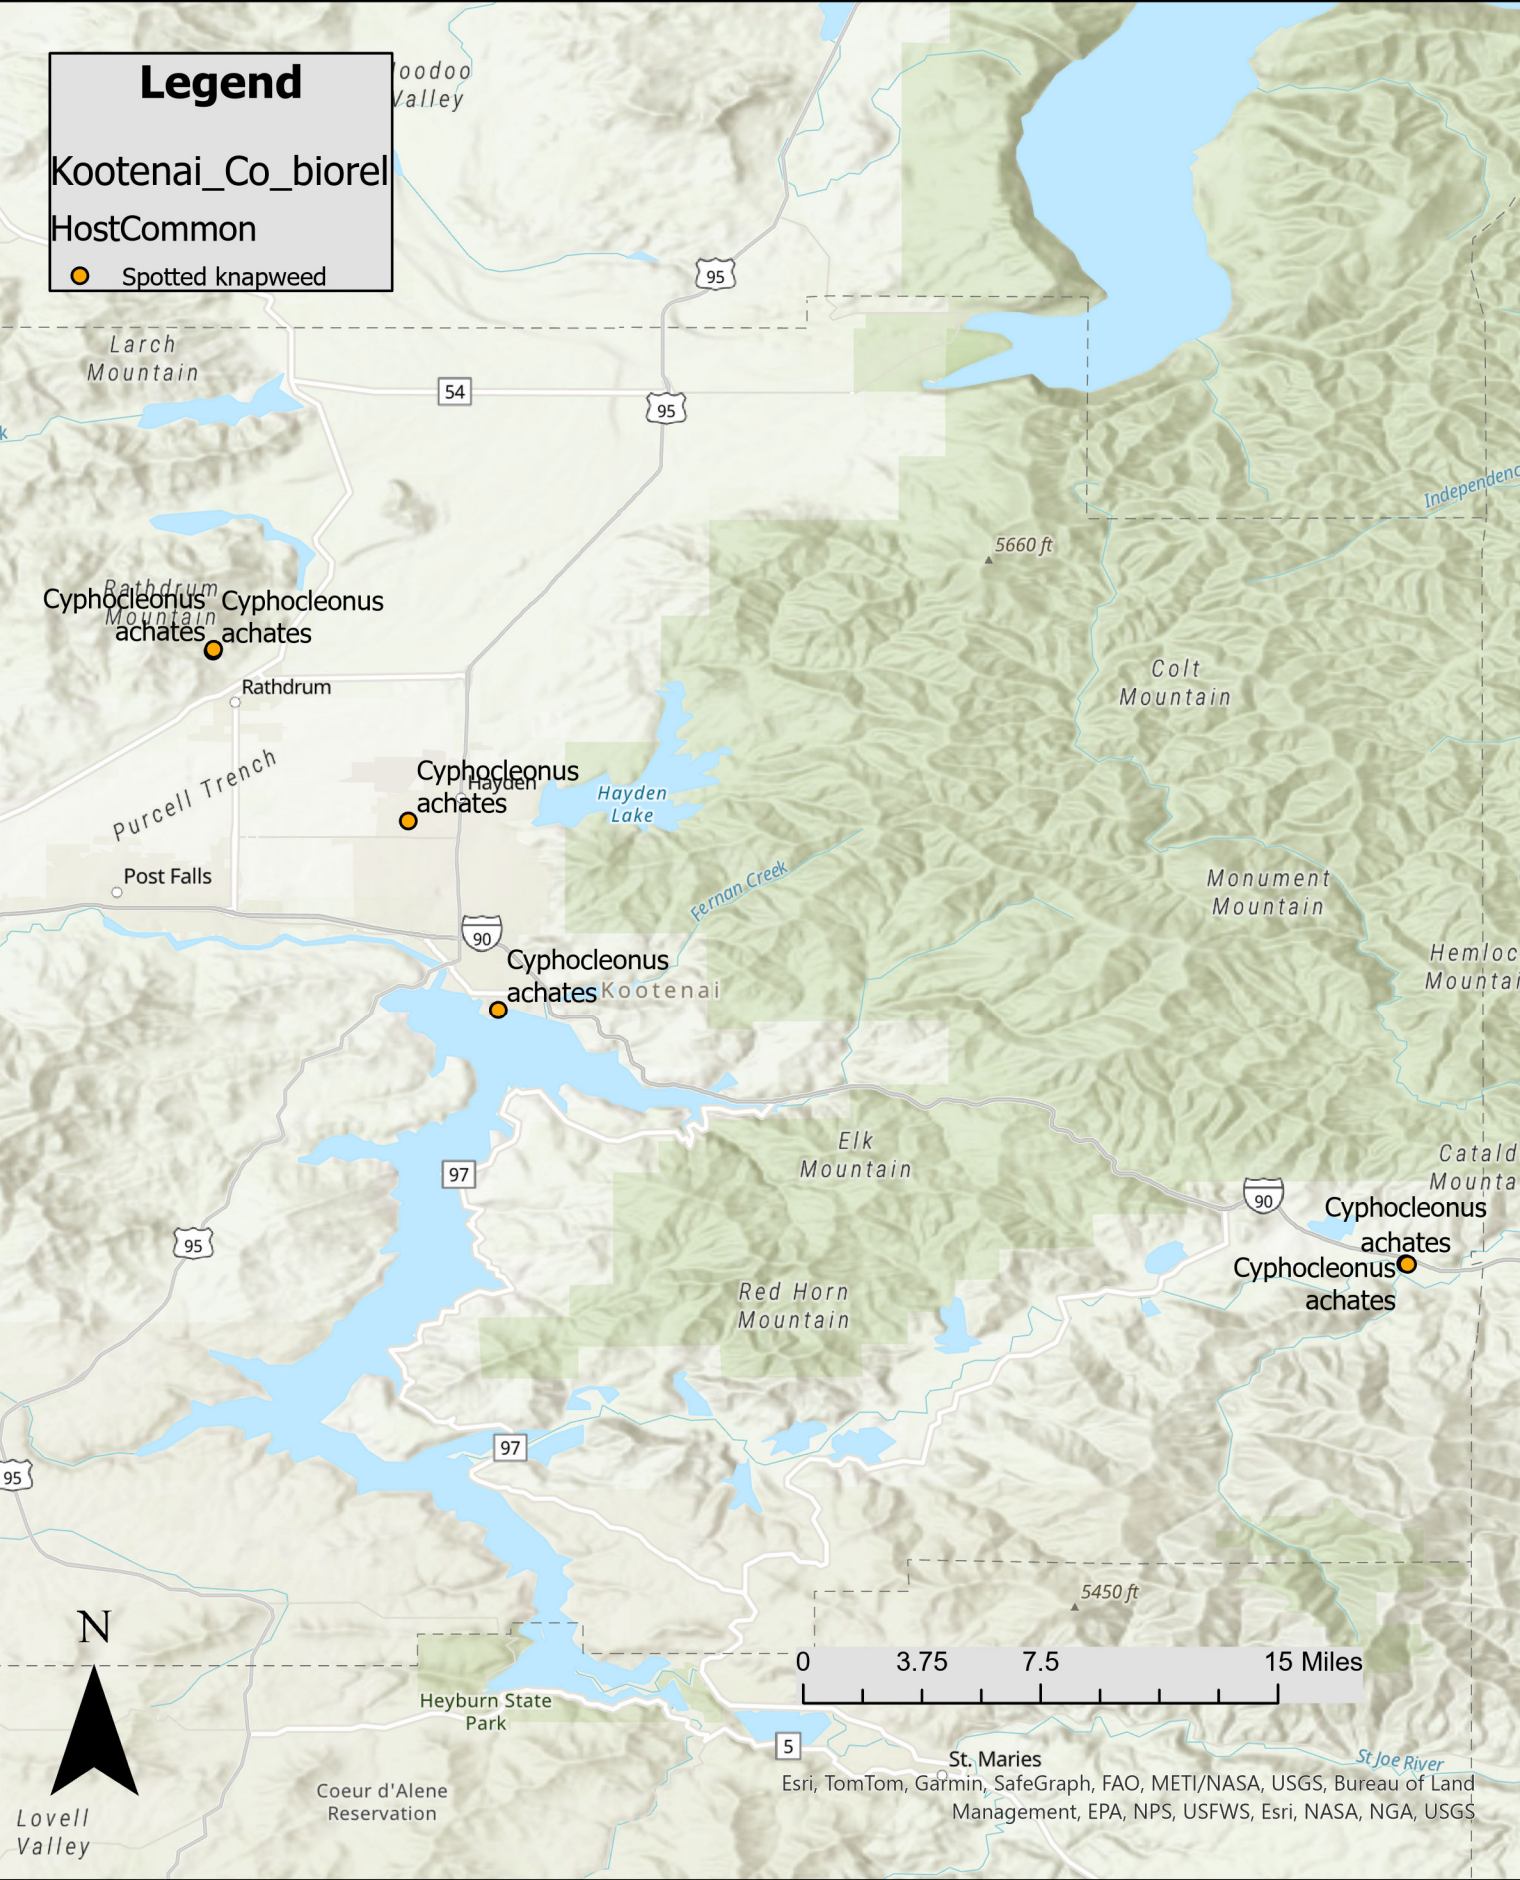 Legend
Kootenai_Co_biorel
HostCommon
Spotted knapweed
Valley
95
Larch
Mountain
54
95
Independenc
5660 ft
Rathdrum
Mountain
Cyphocleonus
achates
Cyphocleonus
achates
Rathdrum
Colt
Mountain
Purcell Trench
Cyphocleonus
achates
Hayden
Hayden
Lake
Post Falls
Fernan Creek
Monument
Mountain
90
Hemloc
Mountai
Cyphocleonus
achates
Kootenai
Elk
Mountain
97
Catald
Mounta
90
Cyphocleonus
achates
Cyphocleonus
achates
95
Red Horn
Mountain
97
95
5450 ft
N
0 3.75 7.5 15 Miles
Heyburn State
Park
5
St. Maries
St Joe River
Coeur d'Alene
Reservation
Lovell
Valley
Esri, TomTom, Garmin, SafeGraph, FAO, METI/NASA, USGS, Bureau of Land
Management, EPA, NPS, USFWS, Esri, NASA, NGA, USGS